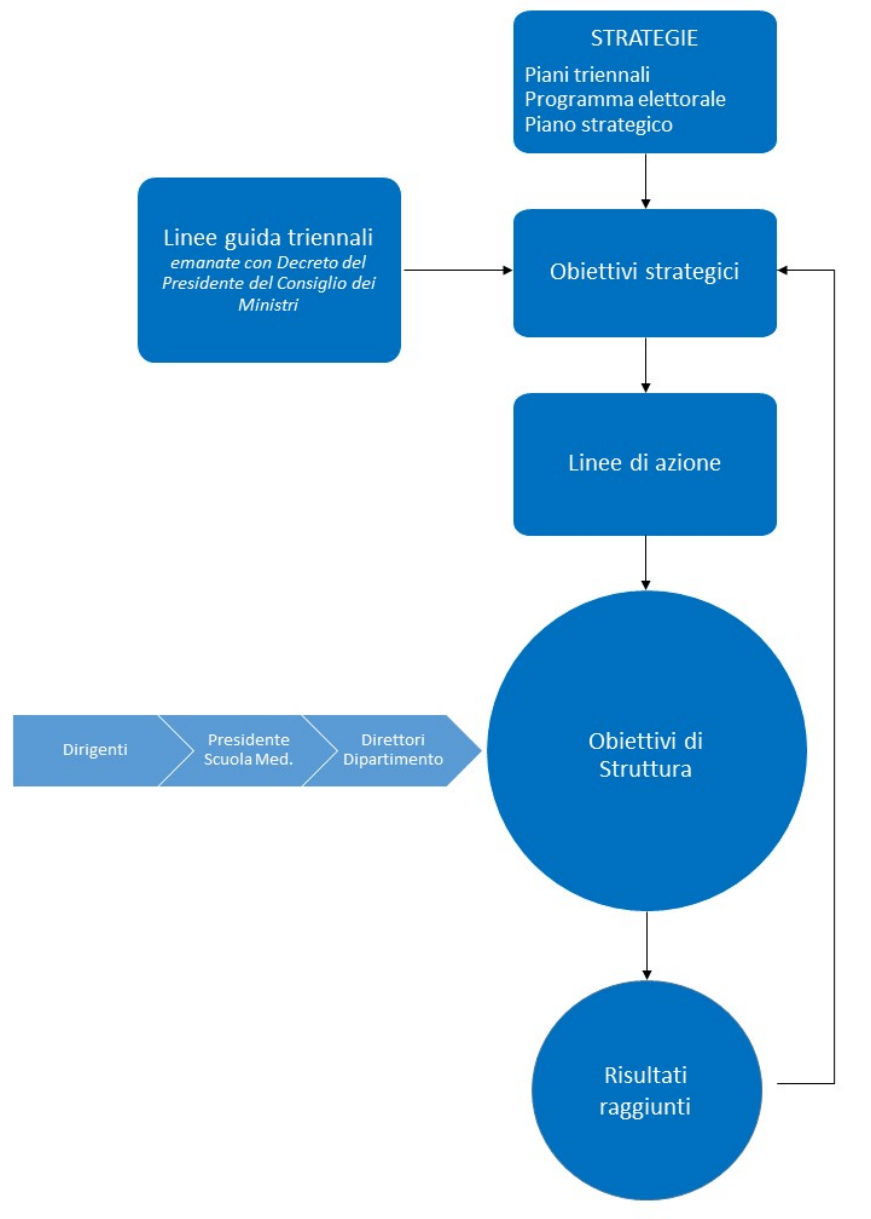 STRATEGIE
Piani triennali
Programma elettorale
Piano strategico
Linee guida triennali
emanate con Decreto del
Presidente del Consiglio dei
Ministri
Obiettivi strategici
Linee di azione
Dirigenti
Presidente
Scuola Med.
Direttori
Dipartimento
Obiettivi di
Struttura
Risultati
raggiunti